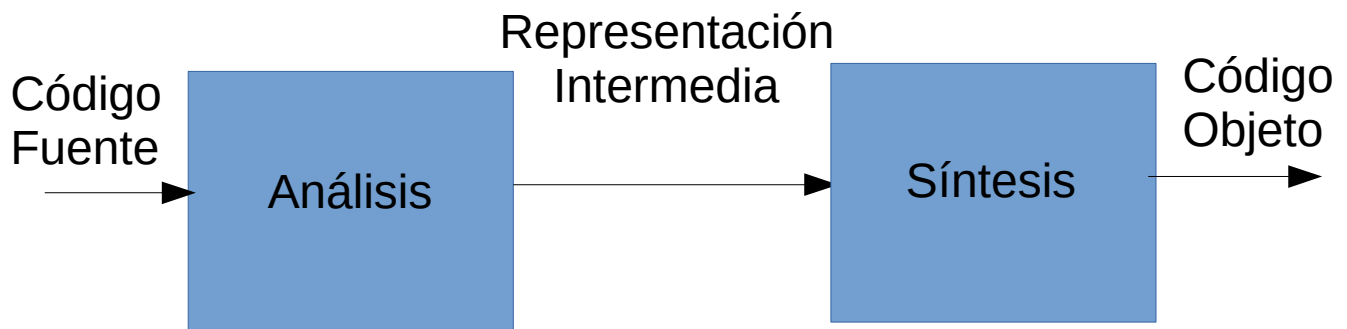 Código
Fuente
Análisis
Representación
Intermedia
Síntesis
Código
Objeto